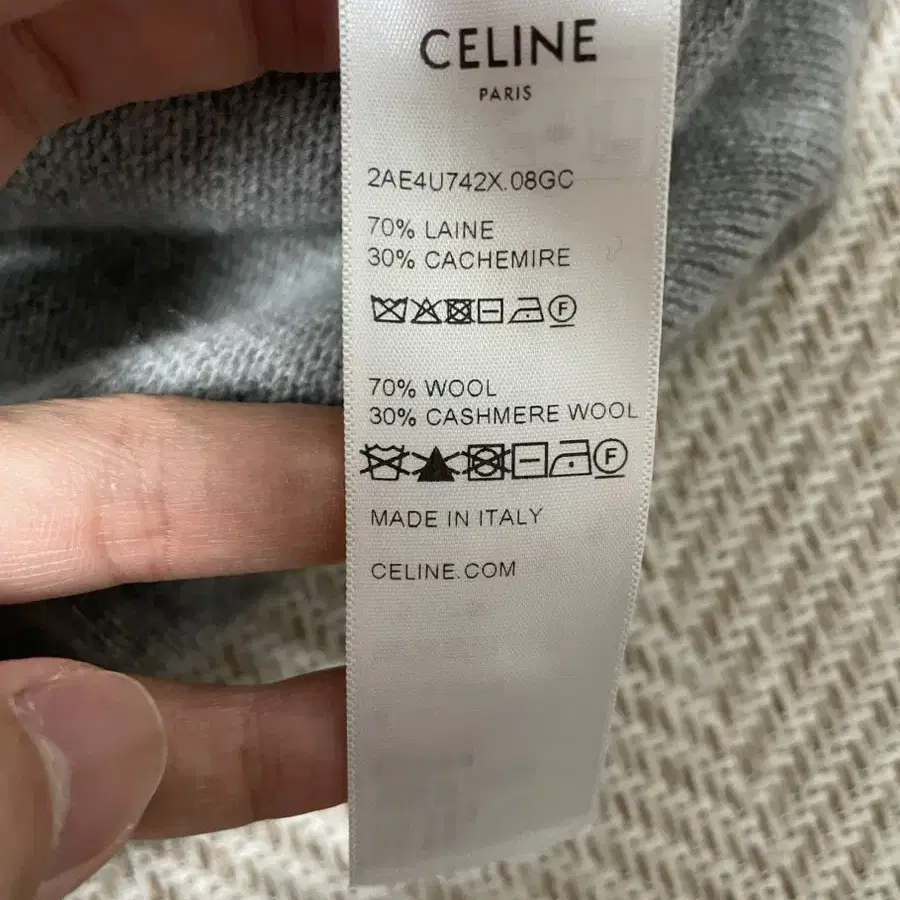 CELINE
PARIS
2AE4U742X.08GC
70% LAINE
30% CACHEMIRE
F
70% WOOL
30% CASHMERE WOOL
F
MADE IN ITALY
CELINE.COM